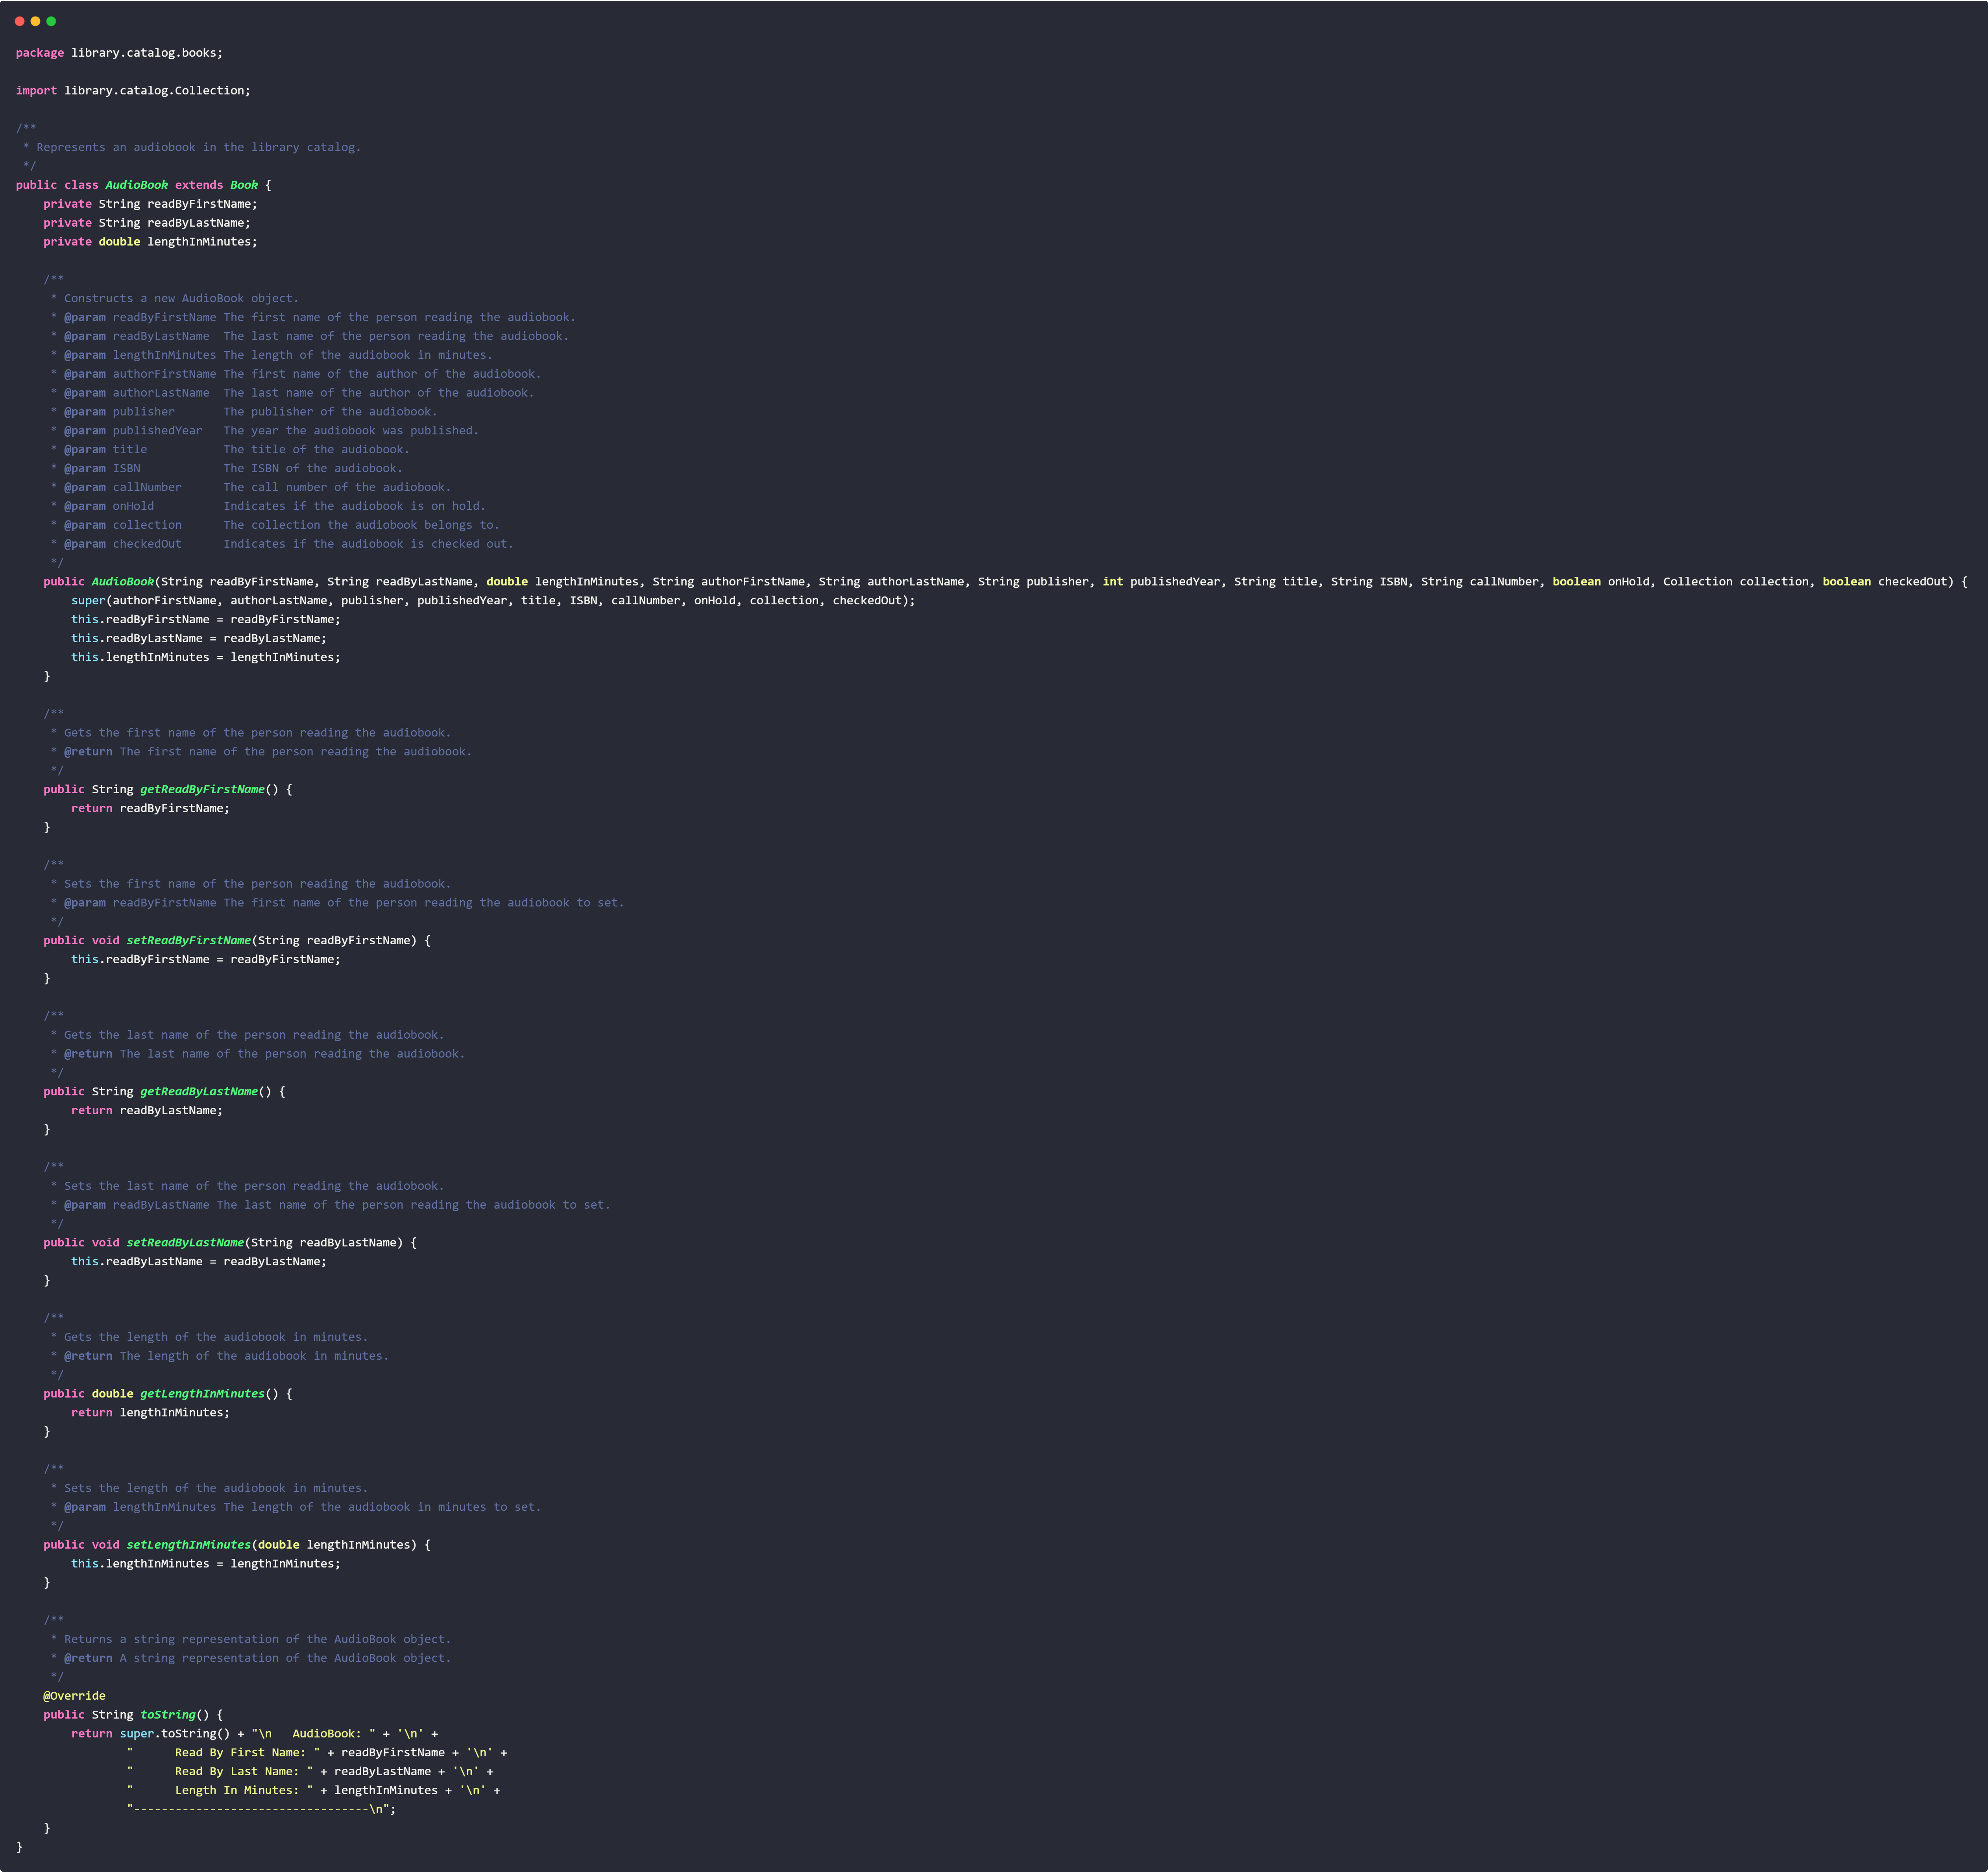 package library.catalog.books;

import library.catalog.Collection;

/**
 * Represents an audiobook in the library catalog.
 */
public class AudioBook extends Book {
    private String readByFirstName;
    private String readByLastName;
    private double lengthInMinutes;

    /**
     * Constructs a new AudioBook object.
     * @param readByFirstName The first name of the person reading the audiobook.
     * @param readByLastName  The last name of the person reading the audiobook.
     * @param lengthInMinutes The length of the audiobook in minutes.
     * @param authorFirstName The first name of the author of the audiobook.
     * @param authorLastName  The last name of the author of the audiobook.
     * @param publisher       The publisher of the audiobook.
     * @param publishedYear   The year the audiobook was published.
     * @param title           The title of the audiobook.
     * @param ISBN            The ISBN of the audiobook.
     * @param callNumber      The call number of the audiobook.
     * @param onHold          Indicates if the audiobook is on hold.
     * @param collection      The collection the audiobook belongs to.
     * @param checkedOut      Indicates if the audiobook is checked out.
     */
    public AudioBook(String readByFirstName, String readByLastName, double lengthInMinutes, String authorFirstName, String authorLastName, String publisher, int publishedYear, String title, String ISBN, String callNumber, boolean onHold, Collection collection, boolean checkedOut) {
        super(authorFirstName, authorLastName, publisher, publishedYear, title, ISBN, callNumber, onHold, collection, checkedOut);
        this.readByFirstName = readByFirstName;
        this.readByLastName = readByLastName;
        this.lengthInMinutes = lengthInMinutes;
    }

    /**
     * Gets the first name of the person reading the audiobook.
     * @return The first name of the person reading the audiobook.
     */
    public String getReadByFirstName() {
        return readByFirstName;
    }

    /**
     * Sets the first name of the person reading the audiobook.
     * @param readByFirstName The first name of the person reading the audiobook to set.
     */
    public void setReadByFirstName(String readByFirstName) {
        this.readByFirstName = readByFirstName;
    }

    /**
     * Gets the last name of the person reading the audiobook.
     * @return The last name of the person reading the audiobook.
     */
    public String getReadByLastName() {
        return readByLastName;
    }

    /**
     * Sets the last name of the person reading the audiobook.
     * @param readByLastName The last name of the person reading the audiobook to set.
     */
    public void setReadByLastName(String readByLastName) {
        this.readByLastName = readByLastName;
    }

    /**
     * Gets the length of the audiobook in minutes.
     * @return The length of the audiobook in minutes.
     */
    public double getLengthInMinutes() {
        return lengthInMinutes;
    }

    /**
     * Sets the length of the audiobook in minutes.
     * @param lengthInMinutes The length of the audiobook in minutes to set.
     */
    public void setLengthInMinutes(double lengthInMinutes) {
        this.lengthInMinutes = lengthInMinutes;
    }

    /**
     * Returns a string representation of the AudioBook object.
     * @return A string representation of the AudioBook object.
     */
    @Override
    public String toString() {
        return super.toString() + "\n   AudioBook: " + '\n' +
                "      Read By First Name: " + readByFirstName + '\n' +
                "      Read By Last Name: " + readByLastName + '\n' +
                "      Length In Minutes: " + lengthInMinutes + '\n' +
                "----------------------------------\n";
    }
}